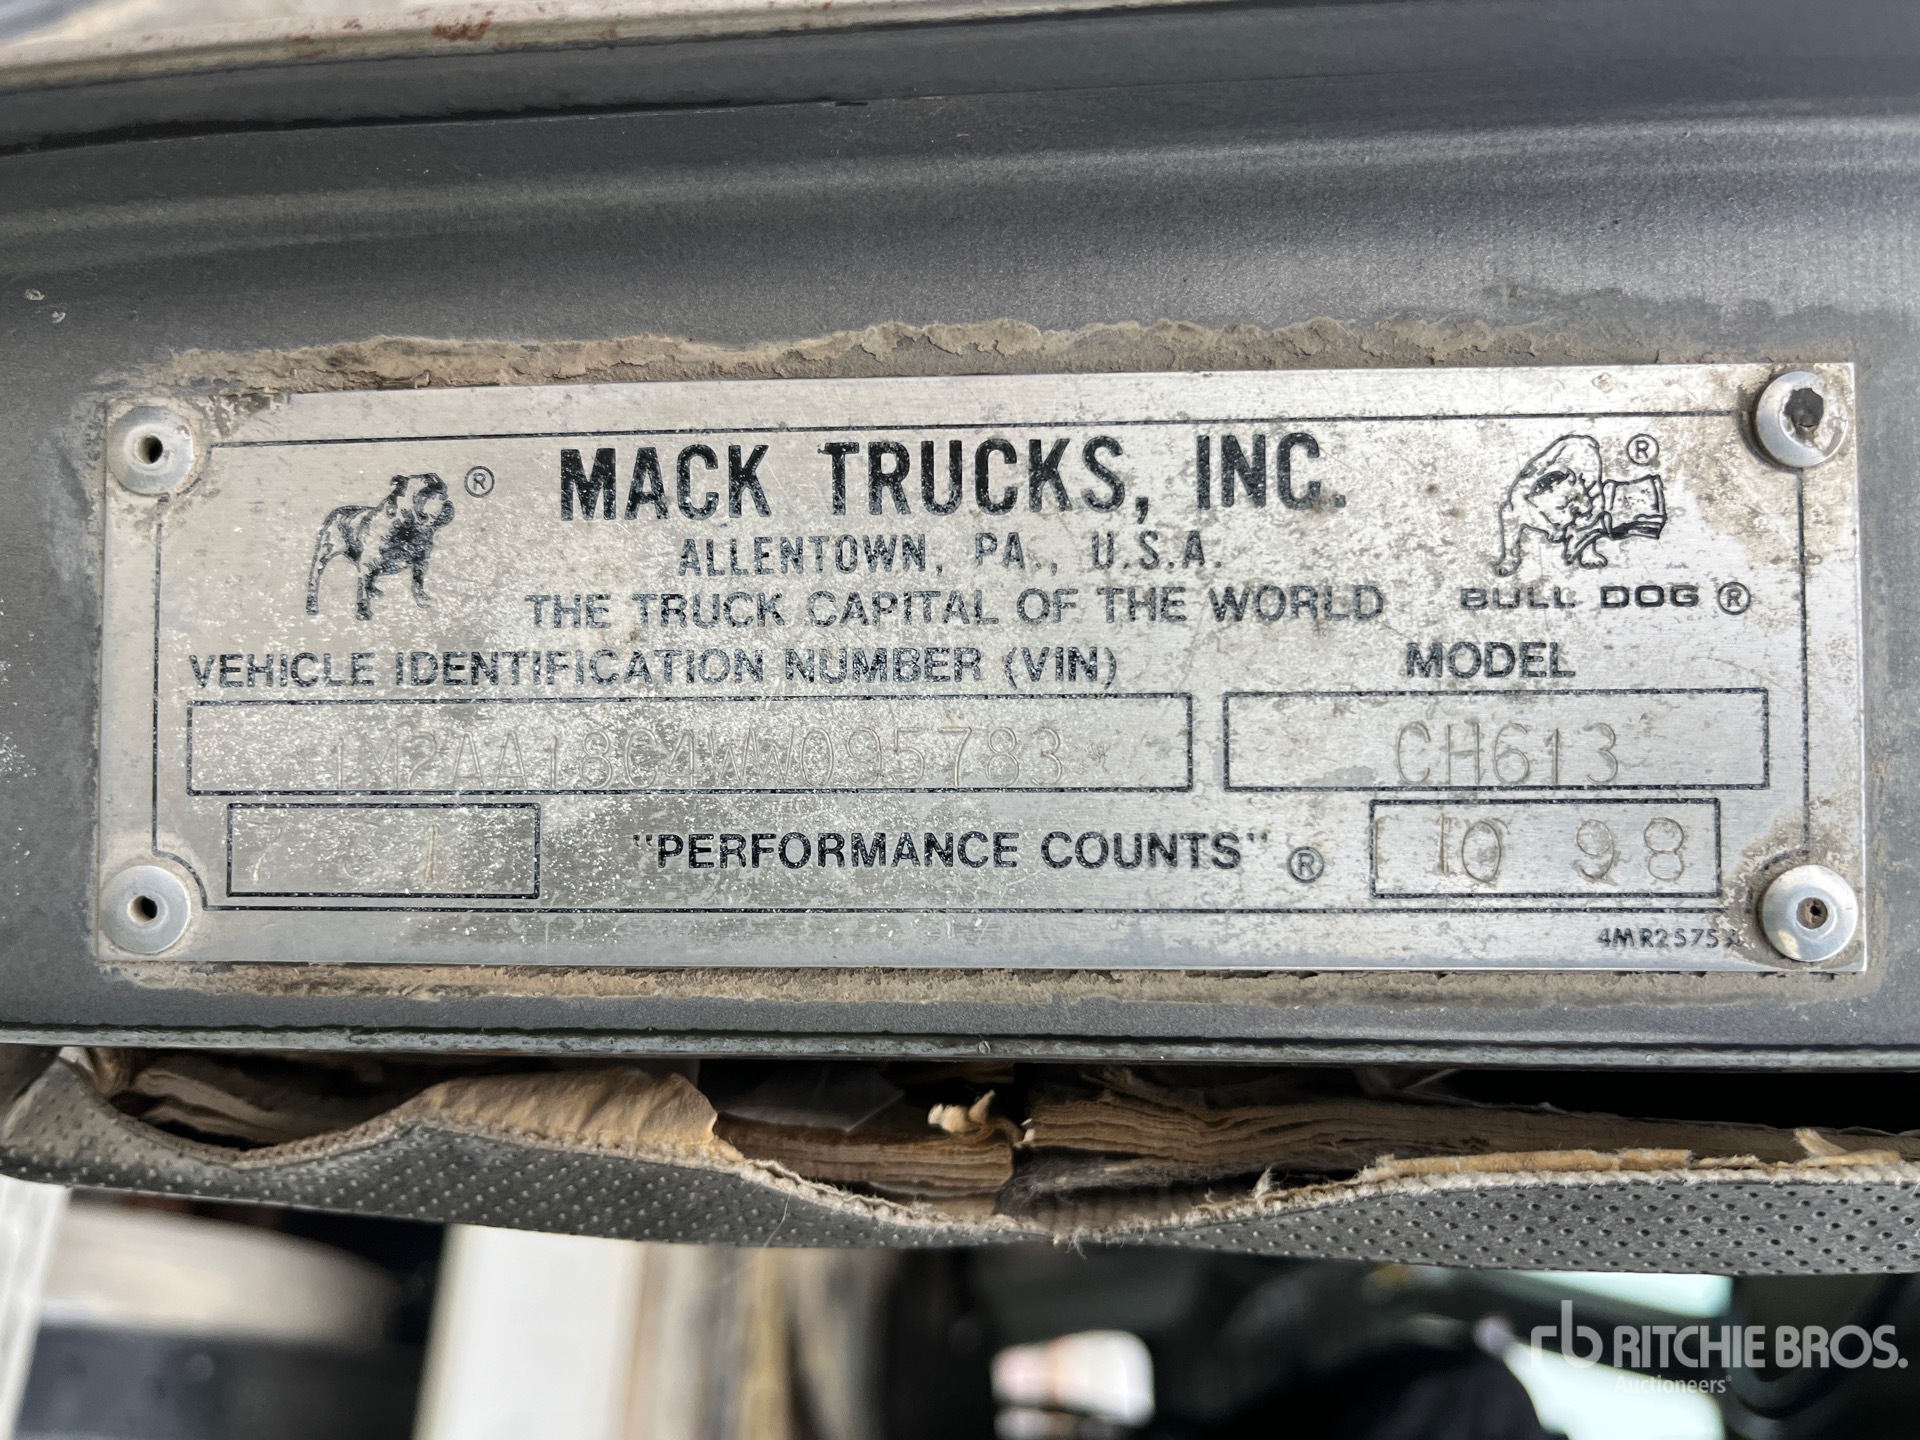 ® MACK TRUCKS, INC. ®
ALLENTOWN, PA., U.S.A.
THE TRUCK CAPITAL OF THE WORLD
BULL DOG ®
VEHICLE IDENTIFICATION NUMBER (VIN)
MODEL
1M2AA18C4WW095783*
CH613
"PERFORMANCE COUNTS" ®
10 98
rb RITCHIE BROS.
Auctioneers